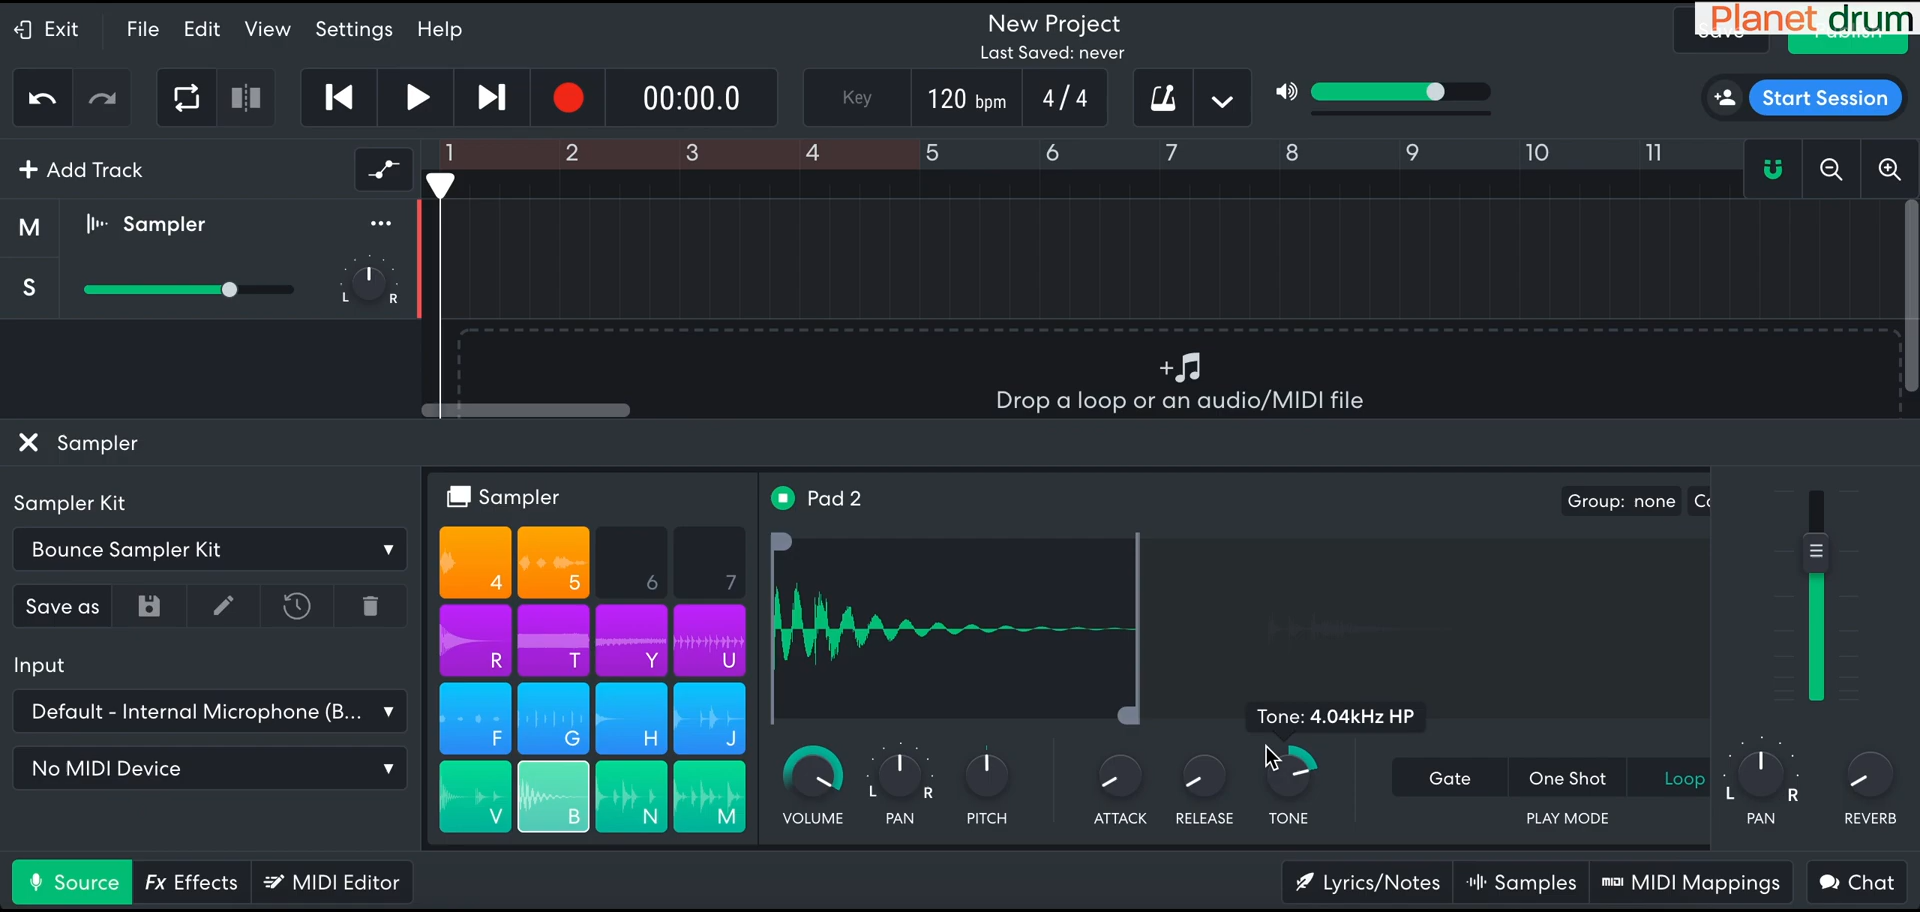 Planet drum
Exit File Edit View Settings Help
New Project
Last Saved: never
Save
00:00.0
Key
120 bpm
4 / 4
Start Session
+ Add Track
1 2 3 4 5 6 7 8 9 10 11
M
Sampler
S
L R
Drop a loop or an audio/MIDI file
Sampler
Sampler Kit
Bounce Sampler Kit
Save as
Input
Default - Internal Microphone (B...
No MIDI Device
Sampler
4 5 6 7
R T Y U
F G H J
V B N M
Pad 2
Group: none
Co
Tone: 4.04kHz HP
L R
VOLUME PAN PITCH ATTACK RELEASE TONE
Gate One Shot Loop
PLAY MODE
L R
PAN REVERB
Source
Fx Effects
MIDI Editor
Lyrics/Notes
Samples
MIDI MIDI Mappings
Chat